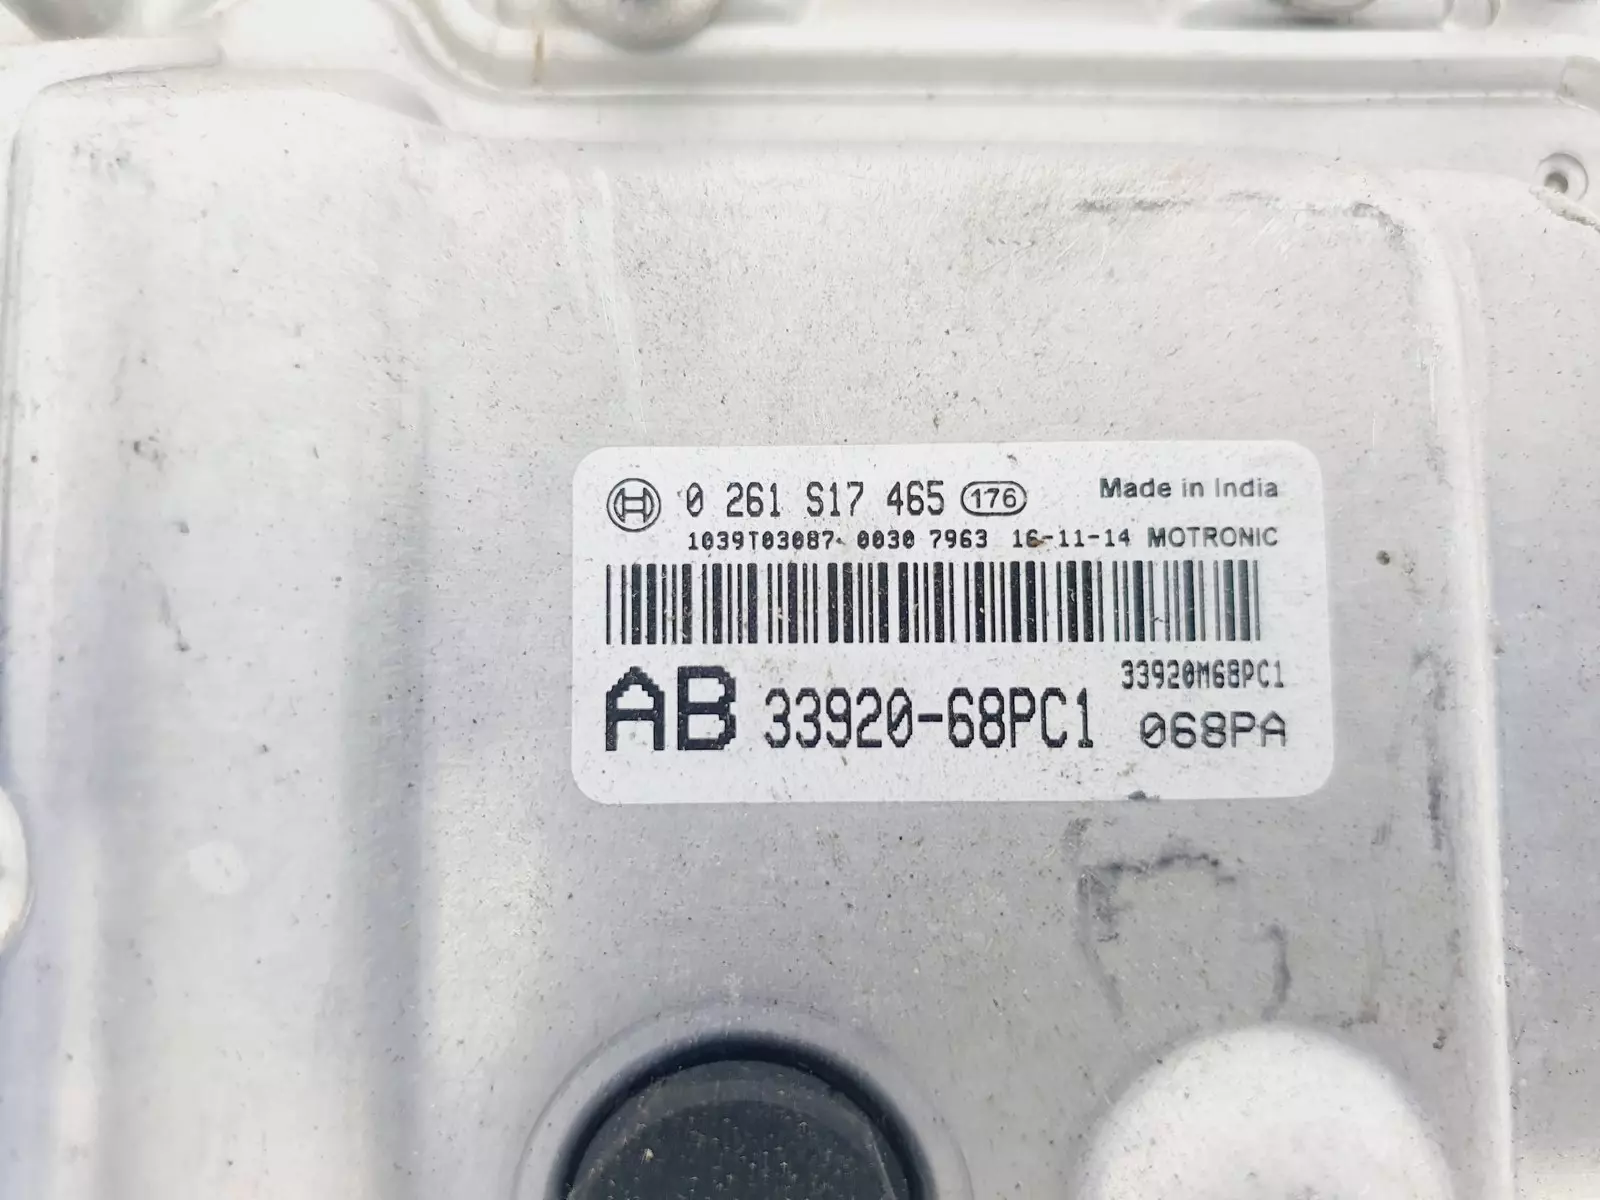 0 261 S17 465 176 Made in India
1039T03087 0030 7963 16-11-14 MOTRONIC
33920M68PC1
AB 33920-68PC1 068PA